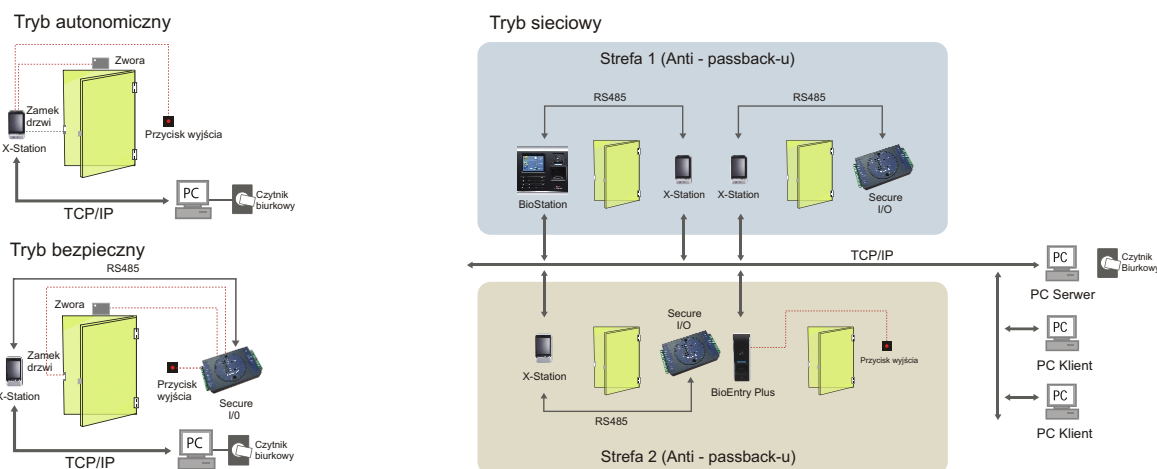 Tryb autonomiczny
Zwora
Zamek
drzwi
X-Station
Przycisk wyjścia
PC
Czytnik
biurkowy
TCP/IP
Tryb bezpieczny
RS485
Zwora
Zamek
drzwi
X-Station
Przycisk
wyjścia
Secure
I/0
PC
Czytnik
biurkowy
TCP/IP
Tryb sieciowy
Strefa 1 (Anti - passback-u)
RS485
RS485
BioStation
X-Station
X-Station
Secure
I/O
TCP/IP
PC
Czytnik
Biurkowy
PC Serwer
PC
PC Klient
PC
PC Klient
Secure
I/O
X-Station
BioEntry Plus
Przycisk wyjścia
RS485
Strefa 2 (Anti - passback-u)